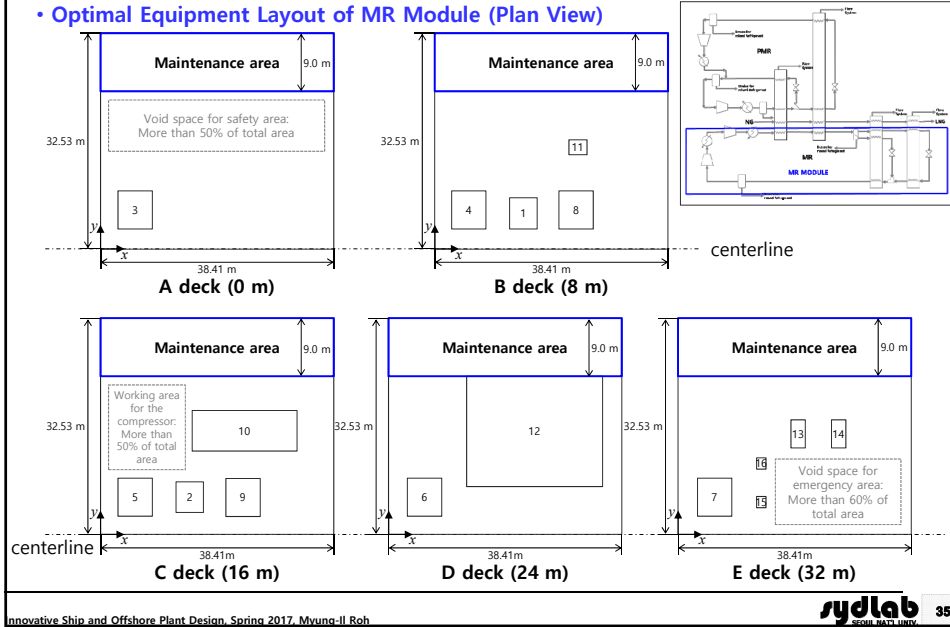 • Optimal Equipment Layout of MR Module (Plan View)
Maintenance area
9.0 m
Void space for safety area:
More than 50% of total area
32.53 m
3
y
x
38.41 m
A deck (0 m)
Maintenance area
9.0 m
32.53 m
11
4
1
8
y
x
38.41 m
B deck (8 m)
centerline
PMR
NG
LNG
MR
MR MODULE
Maintenance area
9.0 m
Working area
for the
compressor:
More than
50% of total
area
32.53 m
10
5
2
9
y
x
centerline
38.41m
C deck (16 m)
Maintenance area
9.0 m
32.53 m
12
6
y
x
38.41m
D deck (24 m)
Maintenance area
9.0 m
32.53 m
13
14
16
15
7
Void space for
emergency area:
More than 60% of
total area
y
x
38.41m
E deck (32 m)
nnovative Ship and Offshore Plant Design, Spring 2017, Myung-Il Roh
sydlab
SEOUL NAT'L UNIV.
35